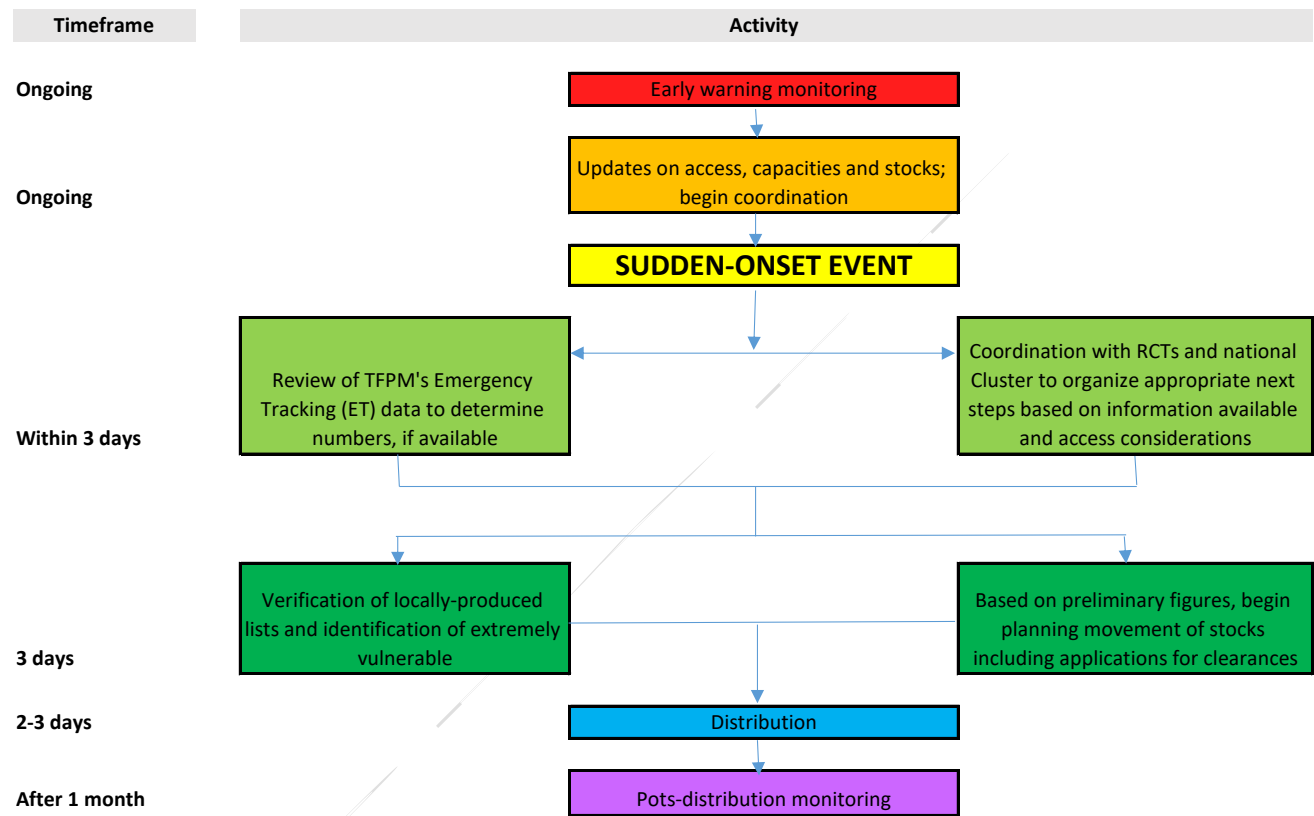 Timeframe
Activity
Ongoing
Early warning monitoring
Ongoing
Updates on access, capacities and stocks;
begin coordination
SUDDEN-ONSET EVENT
Within 3 days
Review of TFPM's Emergency
Tracking (ET) data to determine
numbers, if available
Coordination with RCTs and national
Cluster to organize appropriate next
steps based on information available
and access considerations
3 days
Verification of locally-produced
lists and identification of extremely
vulnerable
Based on preliminary figures, begin
planning movement of stocks
including applications for clearances
2-3 days
Distribution
After 1 month
Pots-distribution monitoring